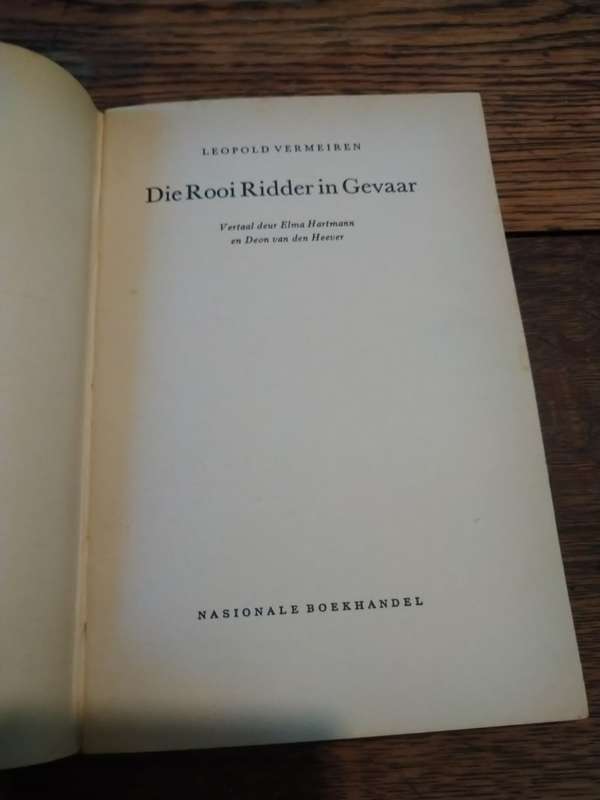 LEOPOLD VERMEIREN
Die Rooi Ridder in Gevaar
Vertaal deur Elma Hartmann
en Deon van den Heever
NASIONALE BOEKHANDEL